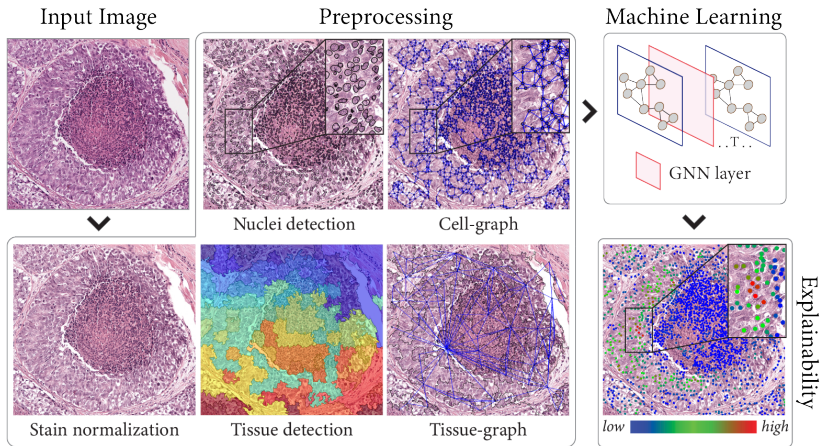 Input Image
Preprocessing
Machine Learning
Nuclei detection
Cell-graph
. . T . .
GNN layer
Stain normalization
Tissue detection
Tissue-graph
low
high
Explainability